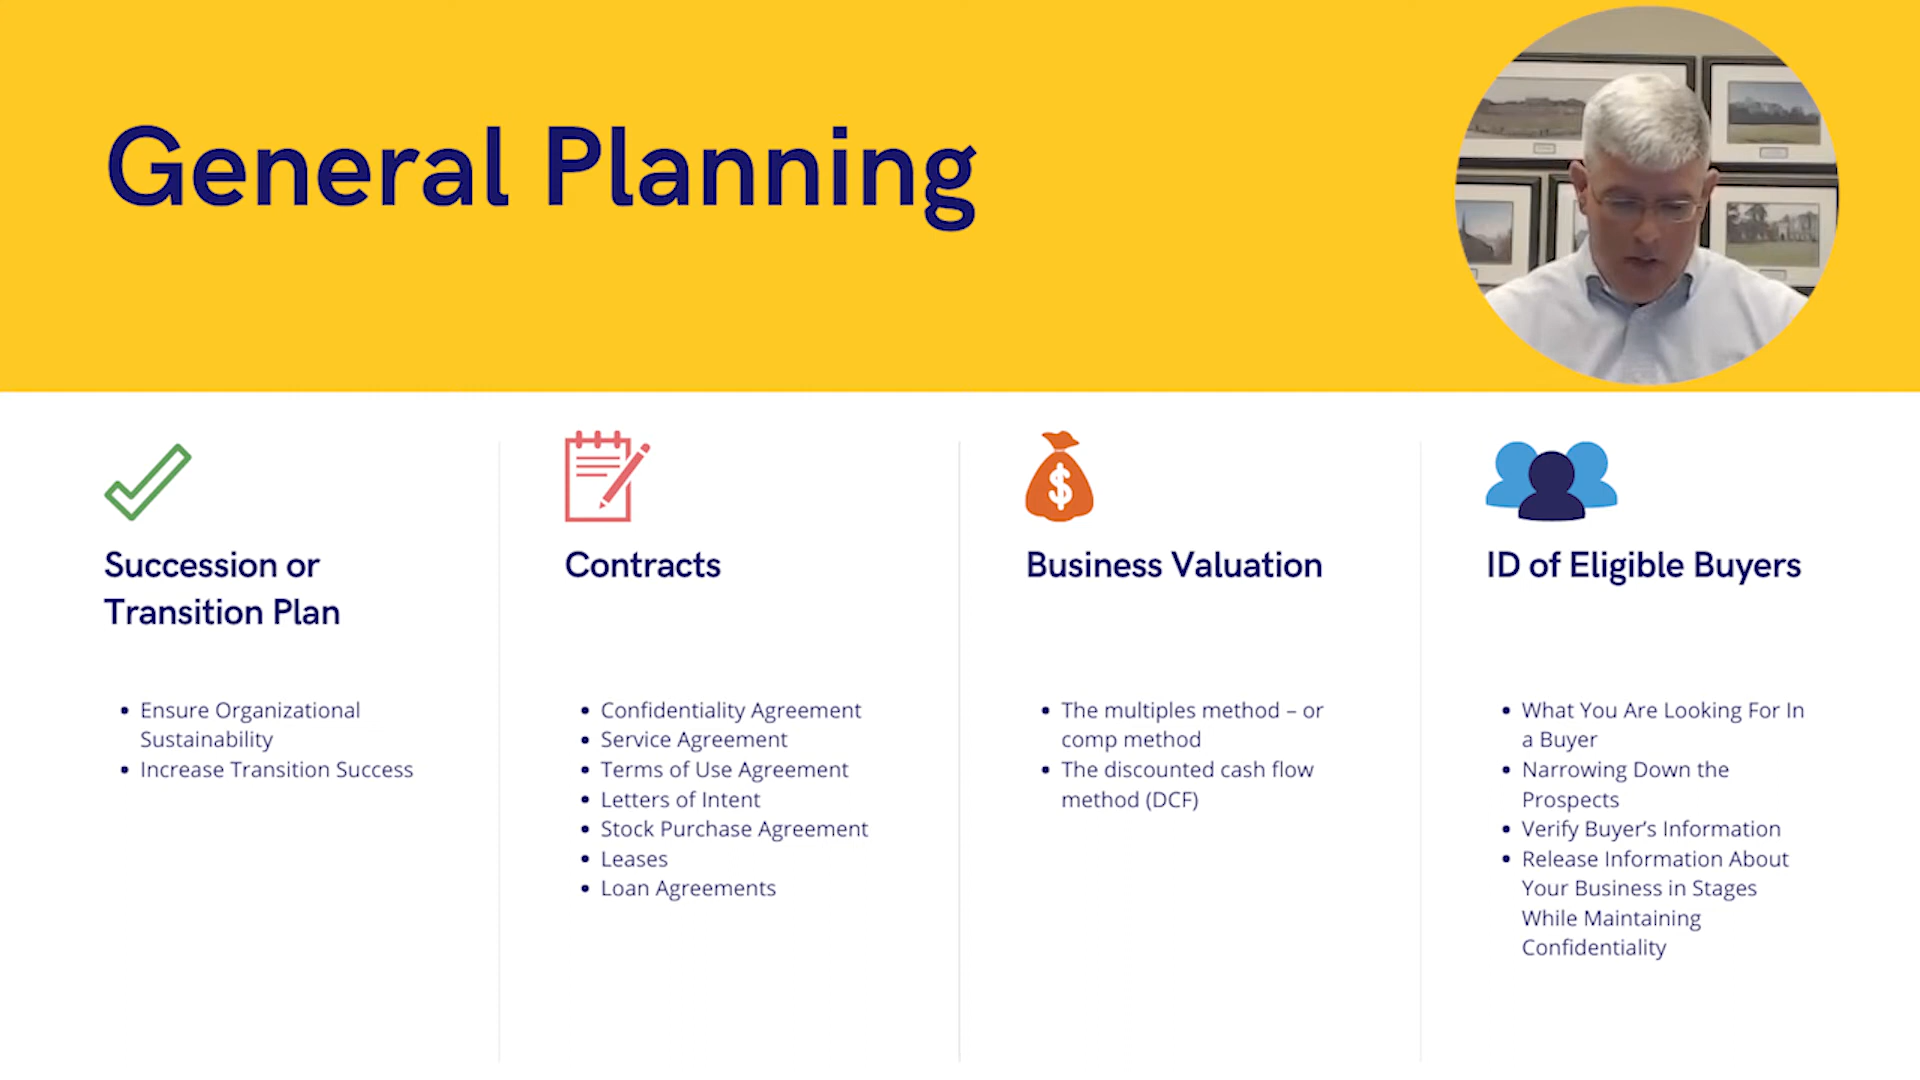 General Planning
Succession or
Transition Plan
• Ensure Organizational
Sustainability
• Increase Transition Success
Contracts
• Confidentiality Agreement
• Service Agreement
• Terms of Use Agreement
• Letters of Intent
• Stock Purchase Agreement
• Leases
• Loan Agreements
$
Business Valuation
• The multiples method – or
comp method
• The discounted cash flow
method (DCF)
ID of Eligible Buyers
• What You Are Looking For In
a Buyer
• Narrowing Down the
Prospects
• Verify Buyer’s Information
• Release Information About
Your Business in Stages
While Maintaining
Confidentiality